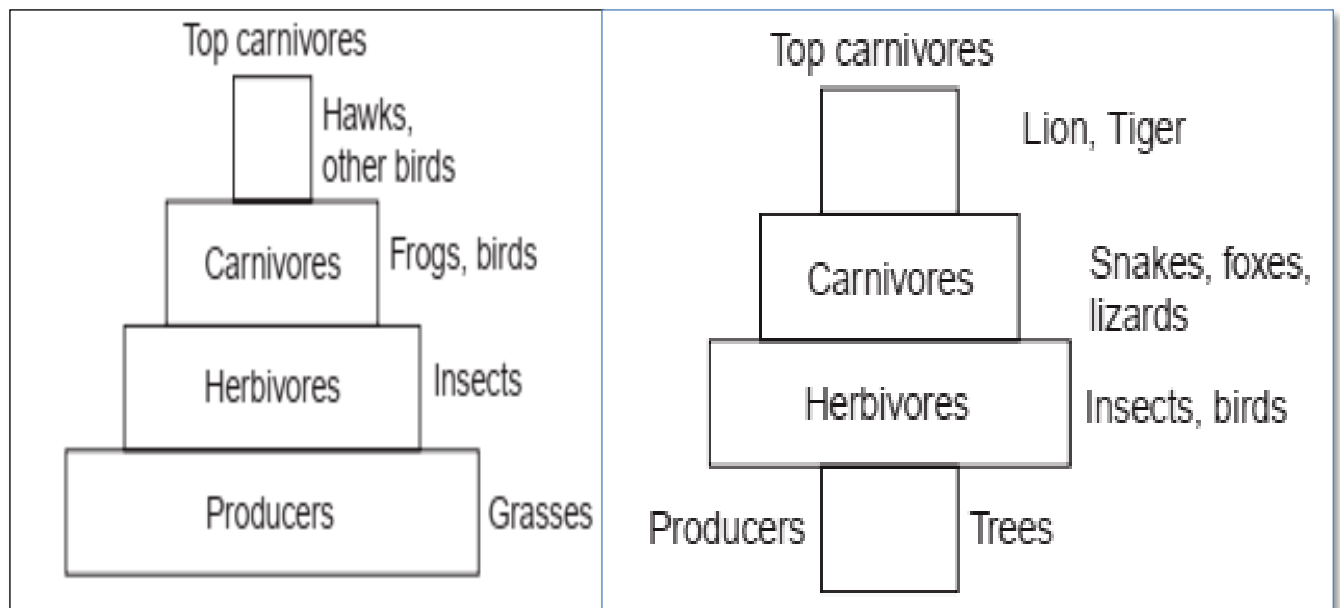 Top carnivores
Hawks,
other birds
Carnivores
Frogs, birds
Herbivores
Insects
Producers
Grasses
Top carnivores
Lion, Tiger
Carnivores
Snakes, foxes,
lizards
Herbivores
Insects, birds
Producers
Trees